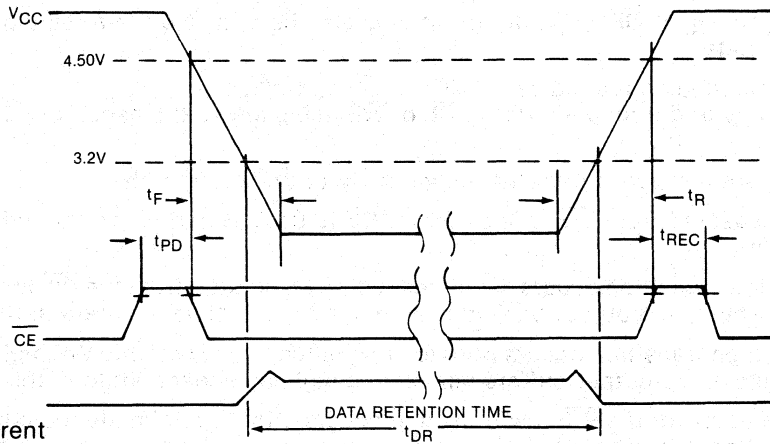 VCC
4.50V
3.2V
tF
tR
tPD
tREC
CE
DATA RETENTION TIME
tDR
rent